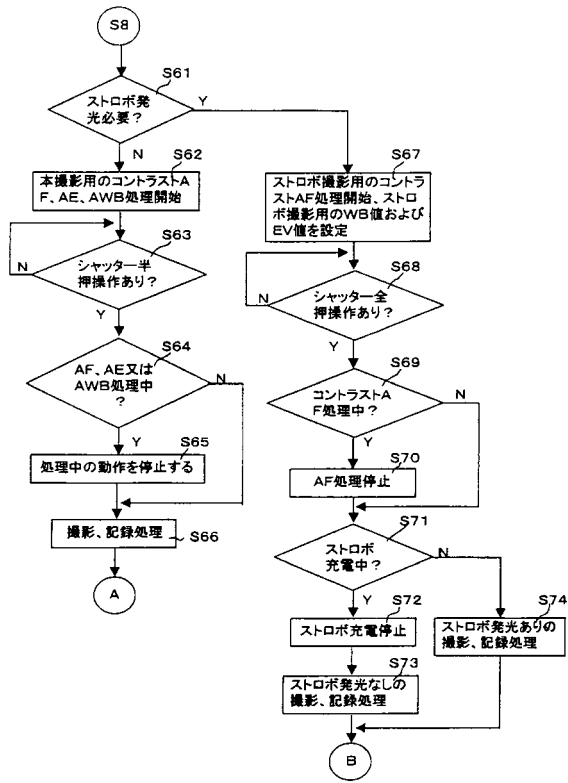 S8
S61
ストロボ発
光必要？
Y
N
S62
本撮影用のコントラストA
F、AE、AWB処理開始
S63
シャッター半
押操作あり？
N
Y
S64
AF、AE又は
AWB処理中
？
N
Y
S65
処理中の動作を停止する
撮影、記録処理
S66
A
S67
ストロボ撮影用のコントラ
ストAF処理開始、ストロ
ボ撮影用のWB値および
EV値を設定
S68
シャッター全
押操作あり？
N
Y
S69
コントラストA
F処理中？
N
Y
S70
AF処理停止
S71
ストロボ
充電中？
N
Y
S72
ストロボ充電停止
S74
ストロボ発光ありの
撮影、記録処理
S73
ストロボ発光なしの
撮影、記録処理
B